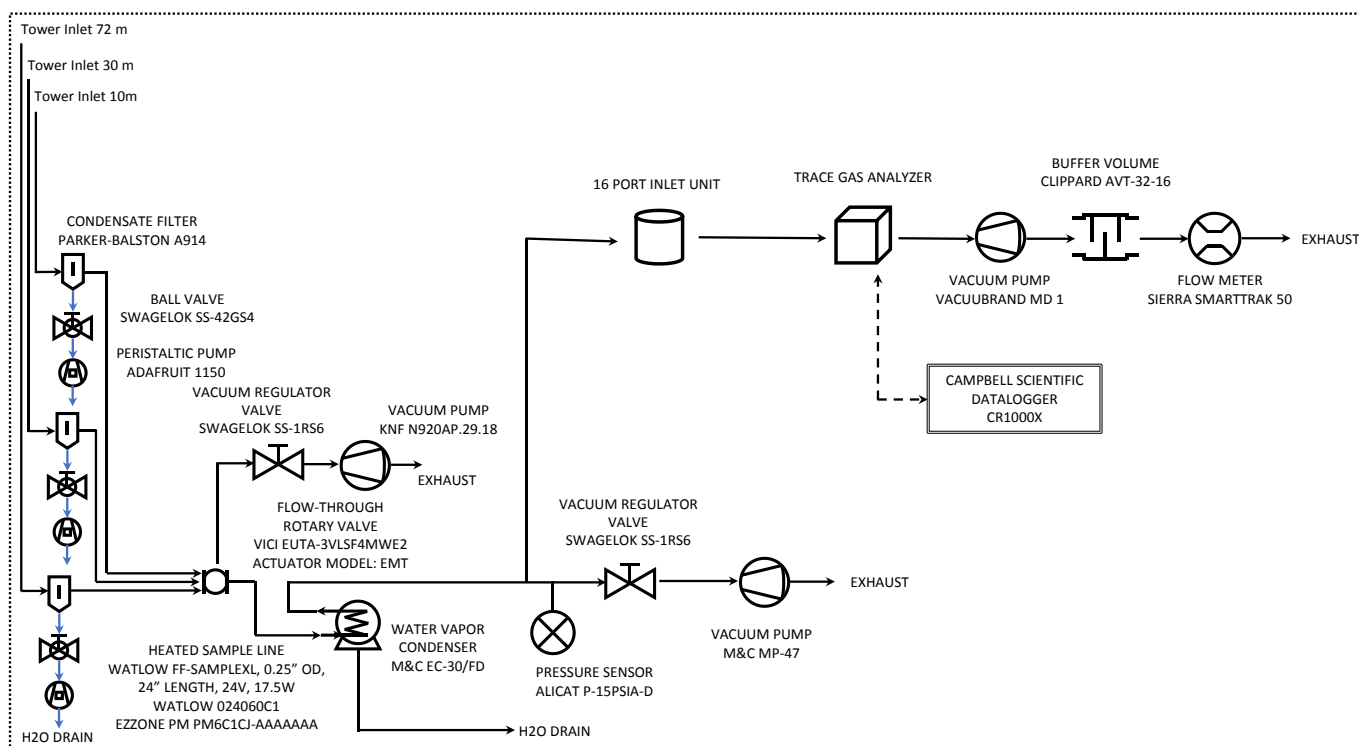 Tower Inlet 72 m
Tower Inlet 30 m
Tower Inlet 10m
CONDENSATE FILTER
PARKER-BALSTON A914
BALL VALVE
SWAGELOK SS-42GS4
PERISTALTIC PUMP
ADAFRUIT 1150
VACUUM REGULATOR
VALVE
SWAGELOK SS-1RS6
VACUUM PUMP
KNF N920AP.29.18
EXHAUST
FLOW-THROUGH
ROTARY VALVE
VICI EUTA-3VLSF4MWE2
ACTUATOR MODEL: EMT
HEATED SAMPLE LINE
WATLOW FF-SAMPLEXL, 0.25” OD,
24” LENGTH, 24V, 17.5W
WATLOW 024060C1
EZZONE PM PM6C1CJ-AAAAAAA
H2O DRAIN
WATER VAPOR
CONDENSER
M&C EC-30/FD
H2O DRAIN
PRESSURE SENSOR
ALICAT P-15PSIA-D
VACUUM REGULATOR
VALVE
SWAGELOK SS-1RS6
VACUUM PUMP
M&C MP-47
EXHAUST
16 PORT INLET UNIT
TRACE GAS ANALYZER
VACUUM PUMP
VACUUBRAND MD 1
BUFFER VOLUME
CLIPPARD AVT-32-16
FLOW METER
SIERRA SMARTTRAK 50
EXHAUST
CAMPBELL SCIENTIFIC
DATALOGGER
CR1000X